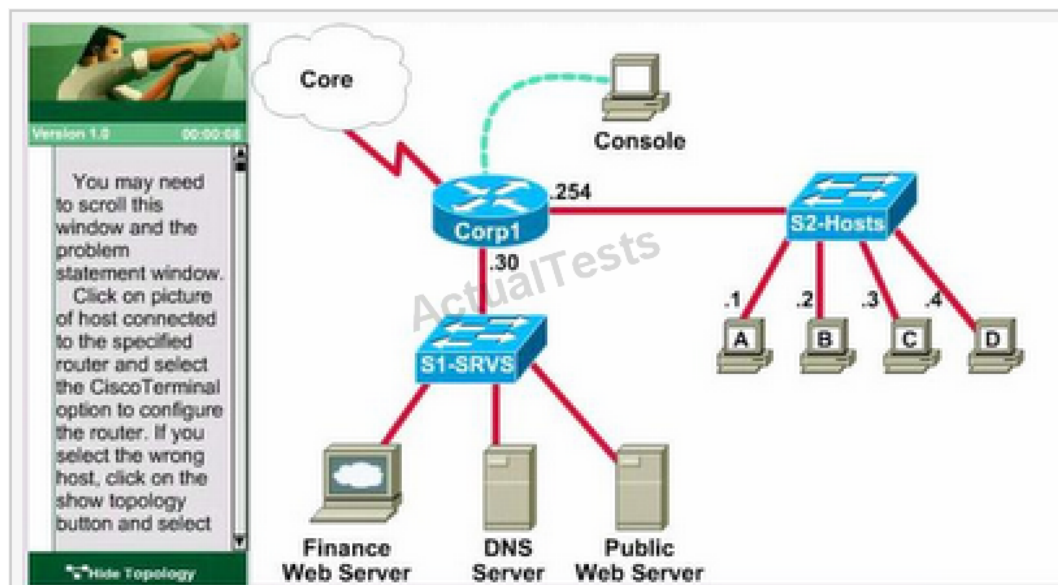 Version 1.0 00:00:08
You may need
to scroll this
window and the
problem
statement window.
Click on picture
of host connected
to the specified
router and select
the CiscoTerminal
option to configure
the router. If you
select the wrong
host, click on the
show topology
button and select
Hide Topology
Core
Console
.254
Corp1
S2-Hosts
.30
ActualTests
.1
.2
.3
.4
A
B
C
D
S1-SRVS
Finance
Web Server
DNS
Server
Public
Web Server